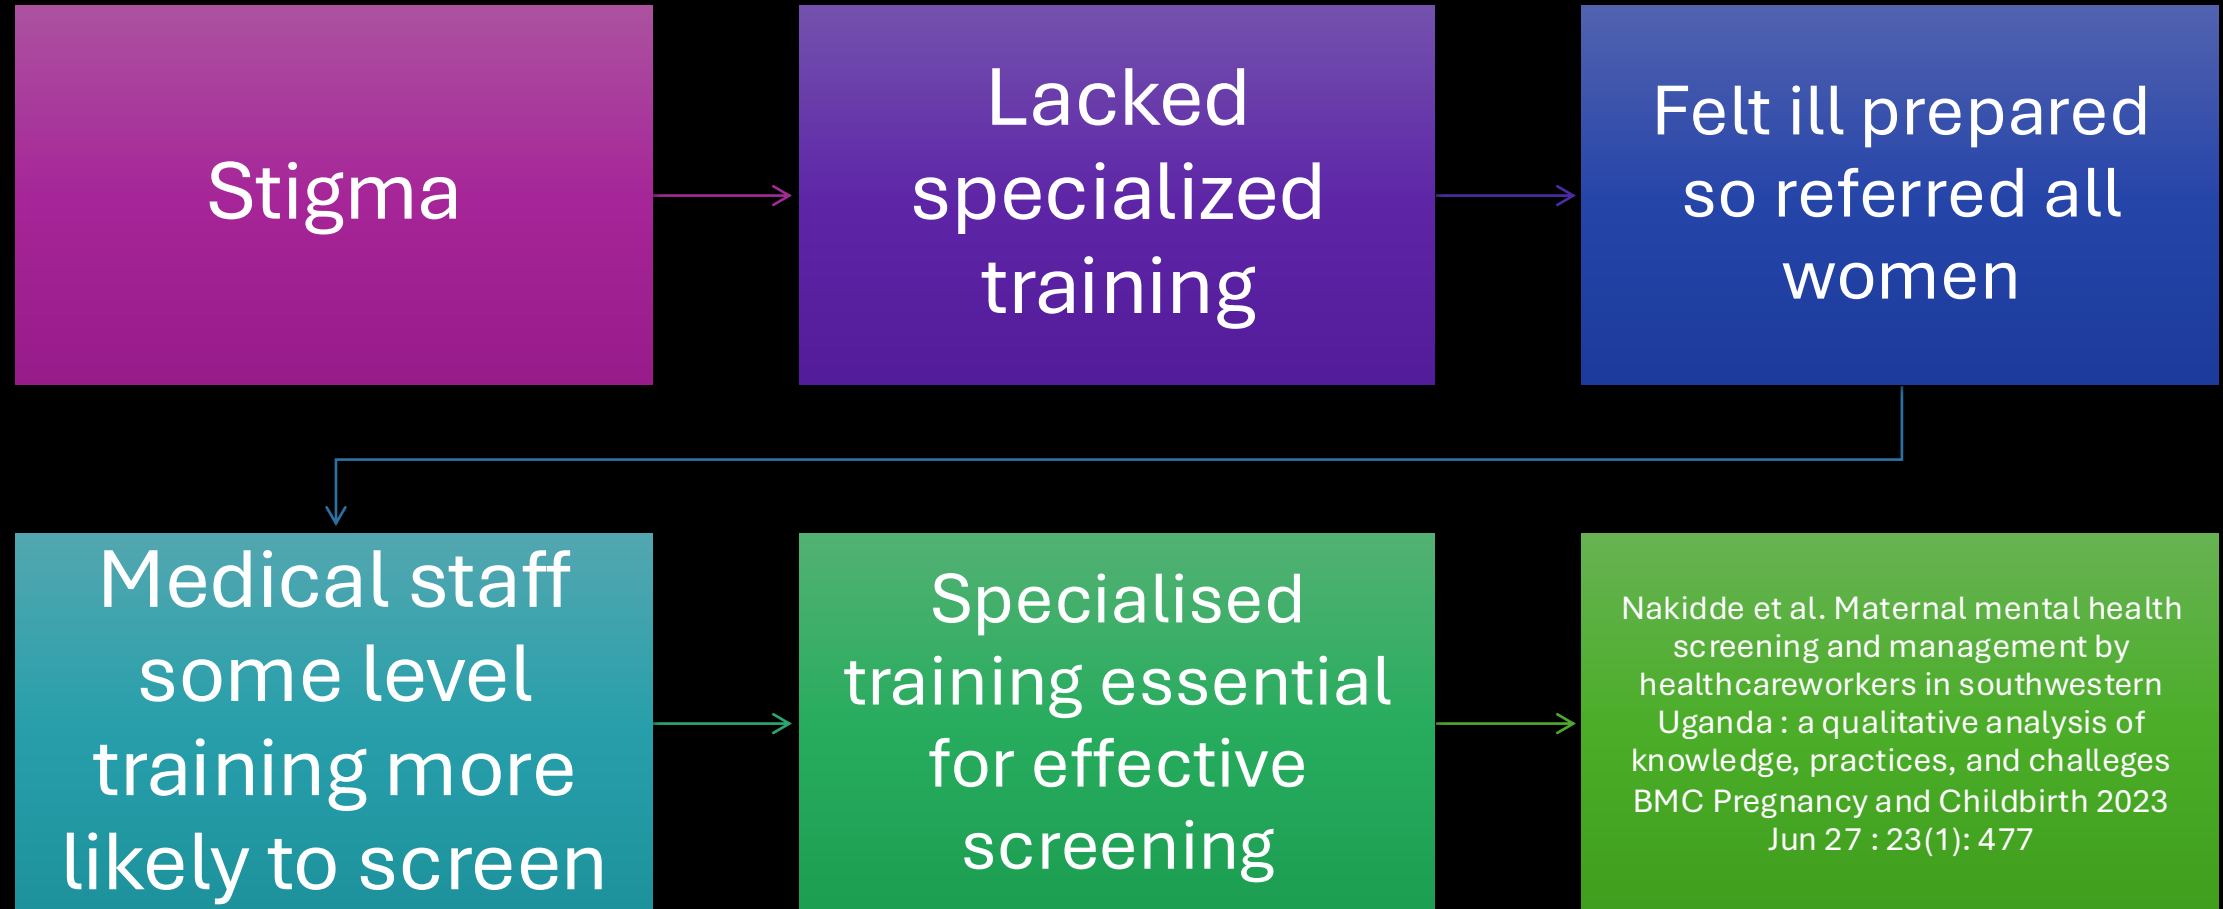 Stigma
Lacked
specialized
training
Felt ill prepared
so referred all
women
Medical staff
some level
training more
likely to screen
Specialised
training essential
for effective
screening
Nakidde et al. Maternal mental health
screening and management by
healthcareworkers in southwestern
Uganda : a qualitative analysis of
knowledge, practices, and challeges
BMC Pregnancy and Childbirth 2023
Jun 27 : 23(1): 477